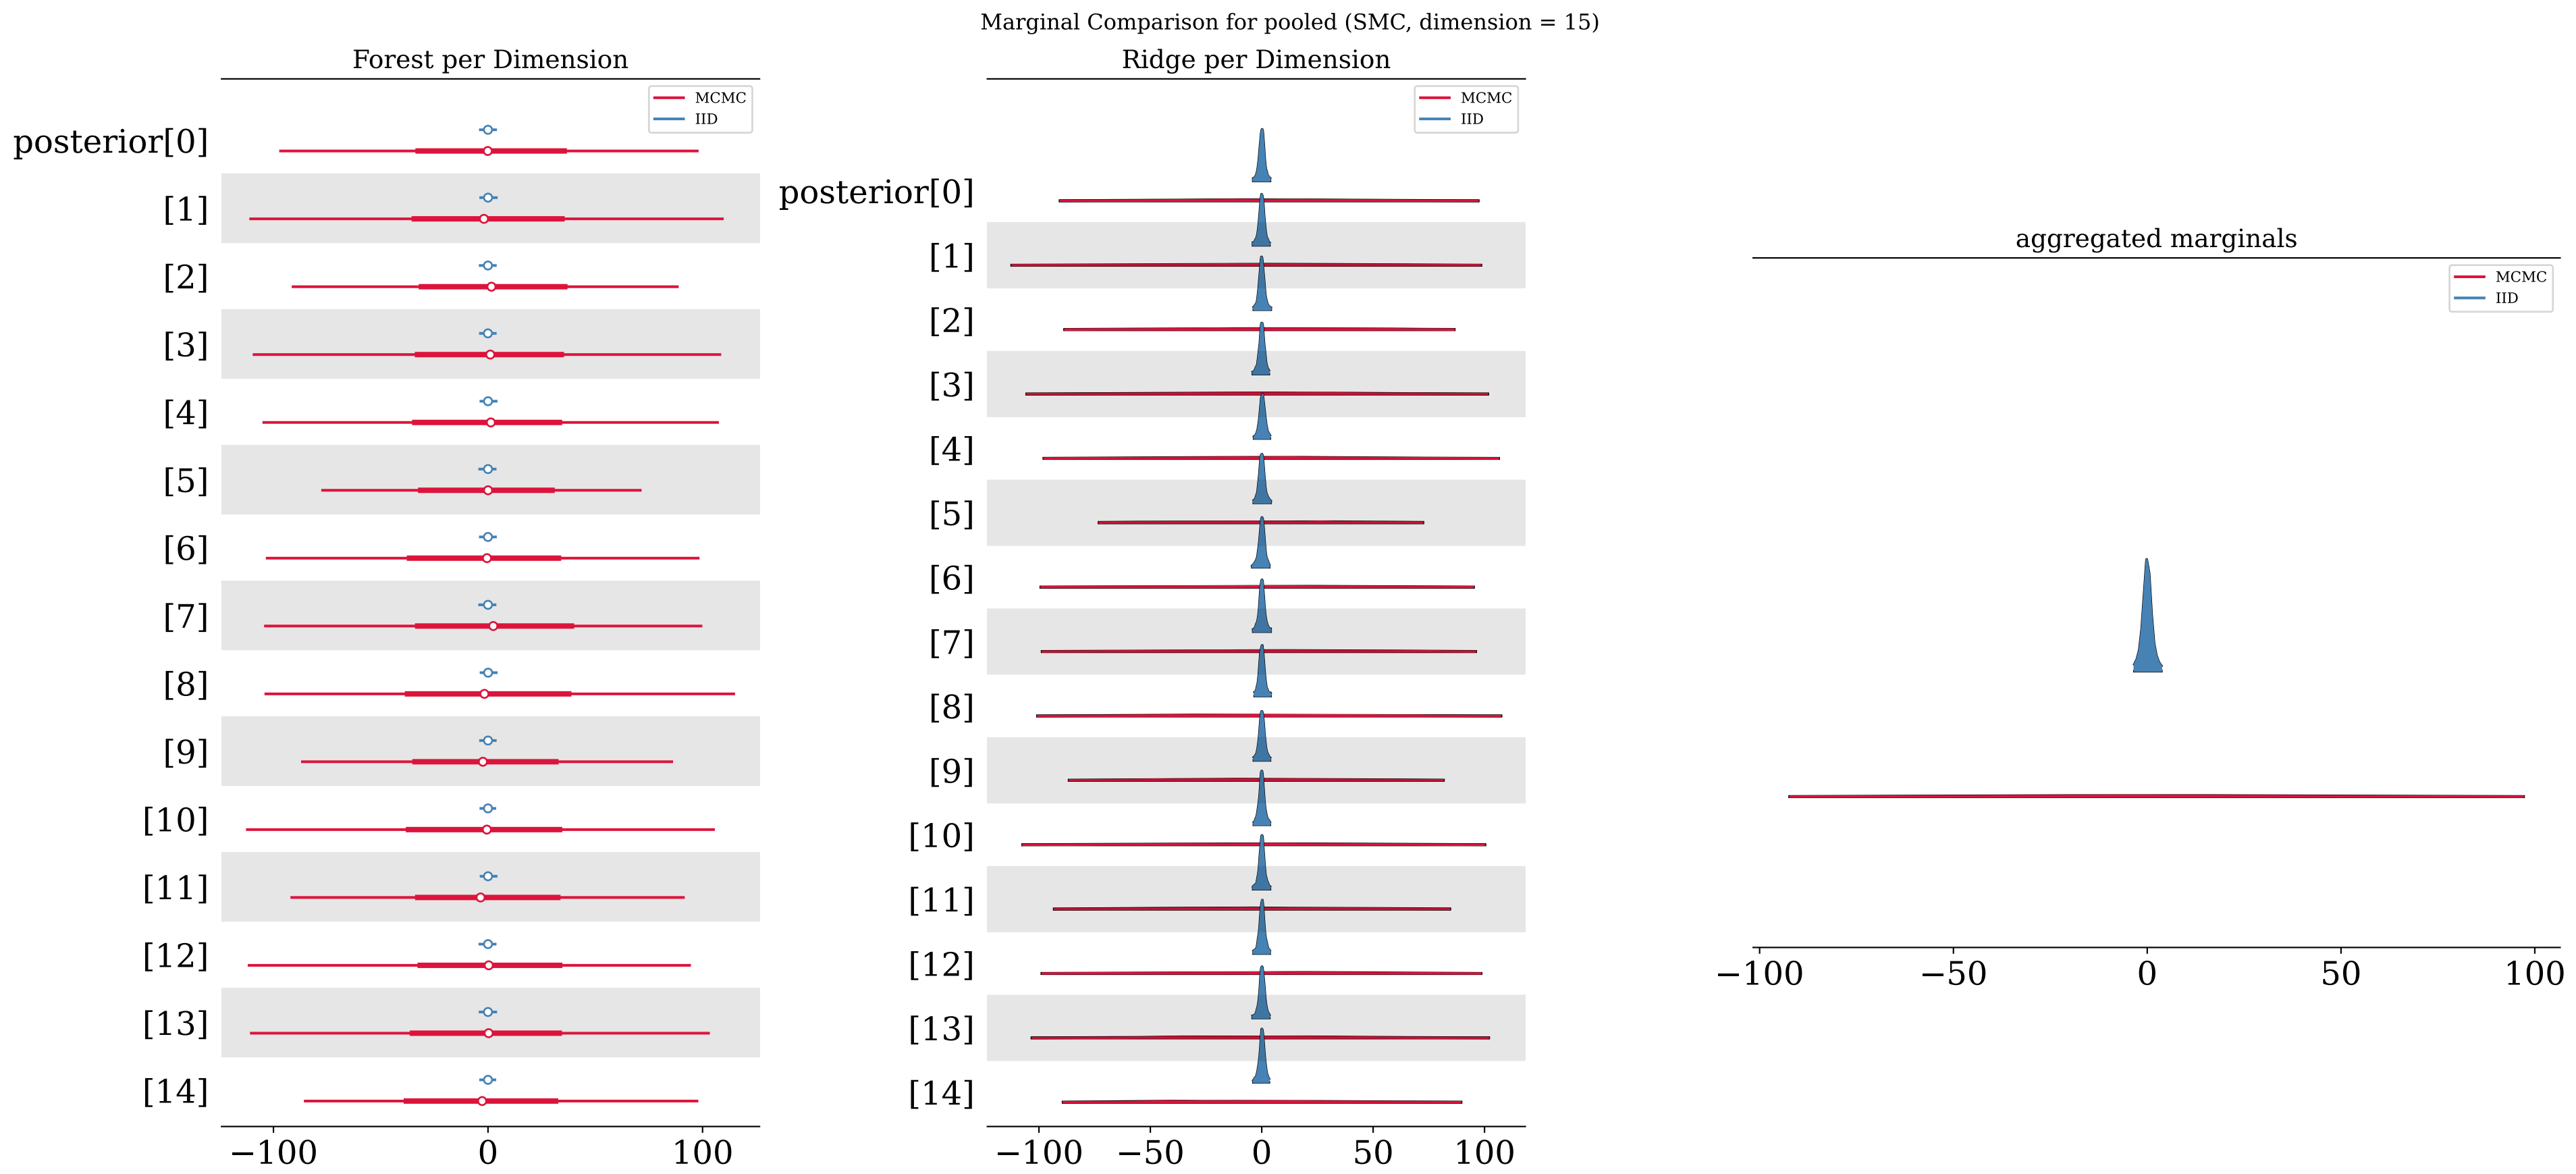 Marginal Comparison for pooled (SMC, dimension = 15)
Forest per Dimension
MCMC
IID
posterior[0]
[1]
[2]
[3]
[4]
[5]
[6]
[7]
[8]
[9]
[10]
[11]
[12]
[13]
[14]
−100 0 100
Ridge per Dimension
MCMC
IID
posterior[0]
[1]
[2]
[3]
[4]
[5]
[6]
[7]
[8]
[9]
[10]
[11]
[12]
[13]
[14]
−100 −50 0 50 100
aggregated marginals
MCMC
IID
−100 −50 0 50 100